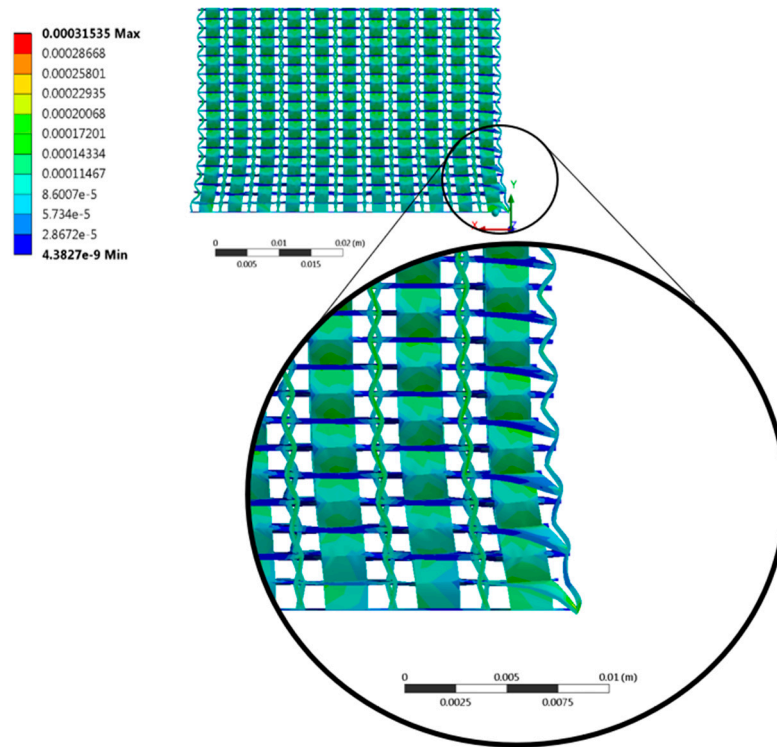 0.00031535 Max
0.00028668
0.00025801
0.00022935
0.00020068
0.00017201
0.00014334
0.00011467
8.6007e-5
5.734e-5
2.8672e-5
4.3827e-9 Min
Y
X
Z
0 0.01 0.02 (m)
0.005 0.015
0 0.005 0.01 (m)
0.0025 0.0075